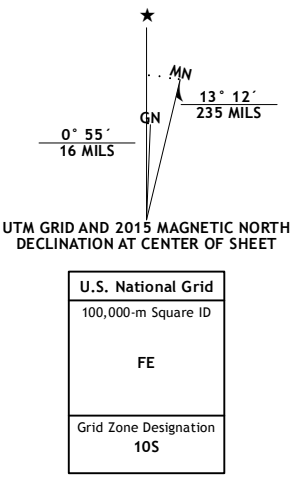 ★
MN
GN
13° 12´
235 MILS
0° 55´
16 MILS
UTM GRID AND 2015 MAGNETIC NORTH
DECLINATION AT CENTER OF SHEET
U.S. National Grid
100,000-m Square ID
FE
Grid Zone Designation
10S